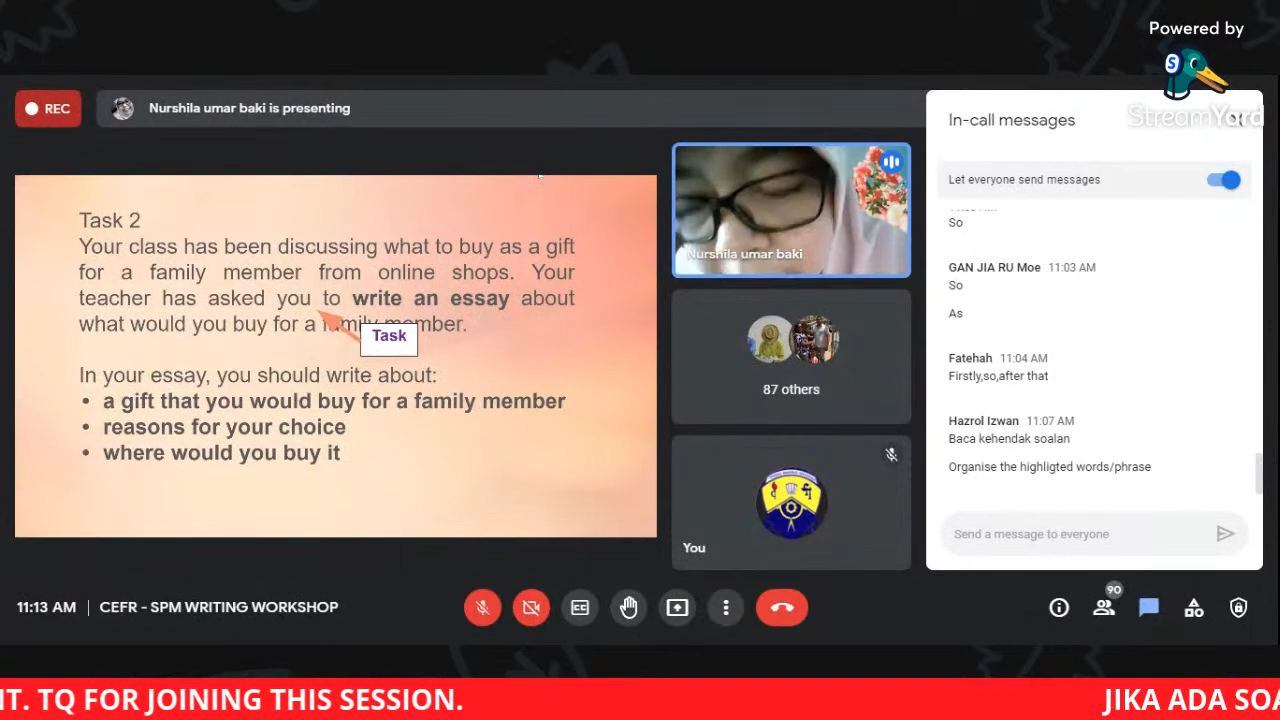 Powered by
StreamYard
REC
Nurshila umar baki is presenting
In-call messages
Let everyone send messages
So
GAN JIA RU Moe 11:03 AM
So
As
Fatehah 11:04 AM
Firstly,so,after that
Hazrol Izwan 11:07 AM
Baca kehendak soalan
Organise the highligted words/phrase
Send a message to everyone
Task 2
Your class has been discussing what to buy as a gift
for a family member from online shops. Your
teacher has asked you to write an essay about
what would you buy for a family member.
Task
In your essay, you should write about:
• a gift that you would buy for a family member
• reasons for your choice
• where would you buy it
Nurshila umar baki
87 others
You
11:13 AM | CEFR - SPM WRITING WORKSHOP
90
NT. TQ FOR JOINING THIS SESSION.
JIKA ADA SOA